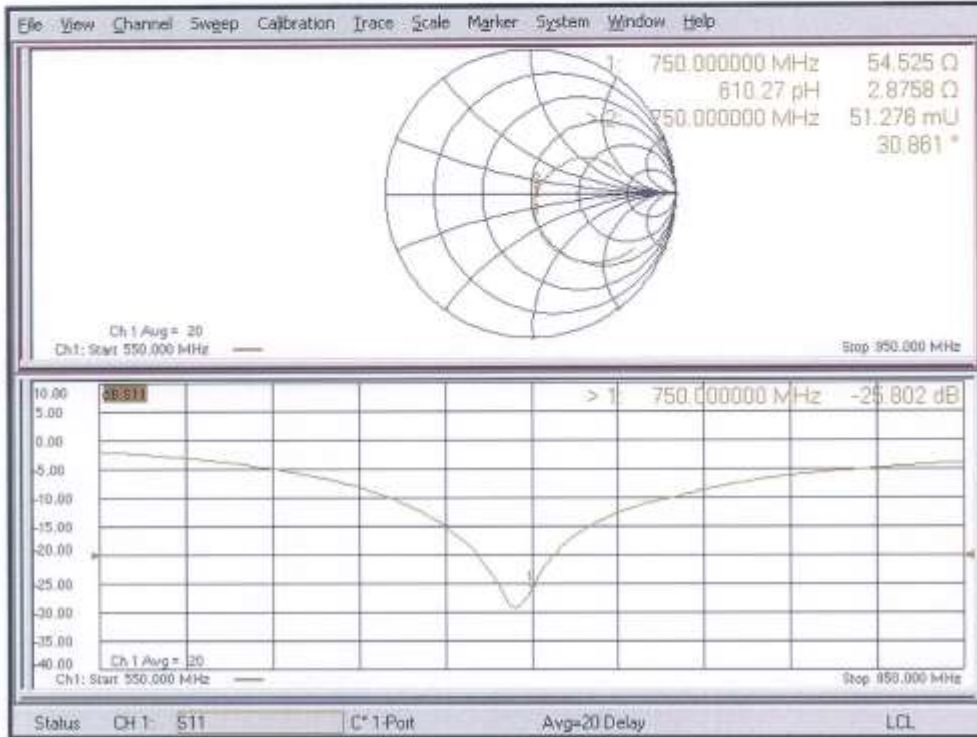 File View Channel Sweep Calibration Trace Scale Marker System Window Help
1: 750.000000 MHz 54.525 Ω
610.27 pH 2.8758 Ω
> 2: 750.000000 MHz 51.276 mU
30.861 °
Ch 1 Avg = 20
Ch1: Start 550.000 MHz
Stop 950.000 MHz
10.00 dB S11 > 1: 750.000000 MHz -25.802 dB
5.00
0.00
-5.00
-10.00
-15.00
-20.00
-25.00 1
-30.00
-35.00
-40.00 Ch 1 Avg = 20
Ch1: Start 550.000 MHz
Stop 950.000 MHz
Status CH 1: S11 C* 1-Port Avg=20 Delay LCL